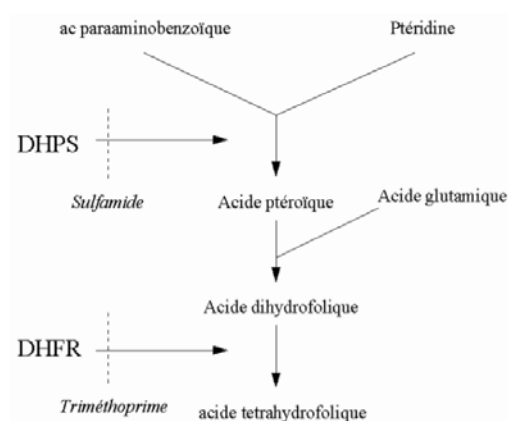 ac paraaminobenzoïque
Ptéridine
DHPS
Sulfamide
Acide ptéroïque
Acide glutamique
Acide dihydrofolique
DHFR
Triméthoprime
acide tetrahydrofolique